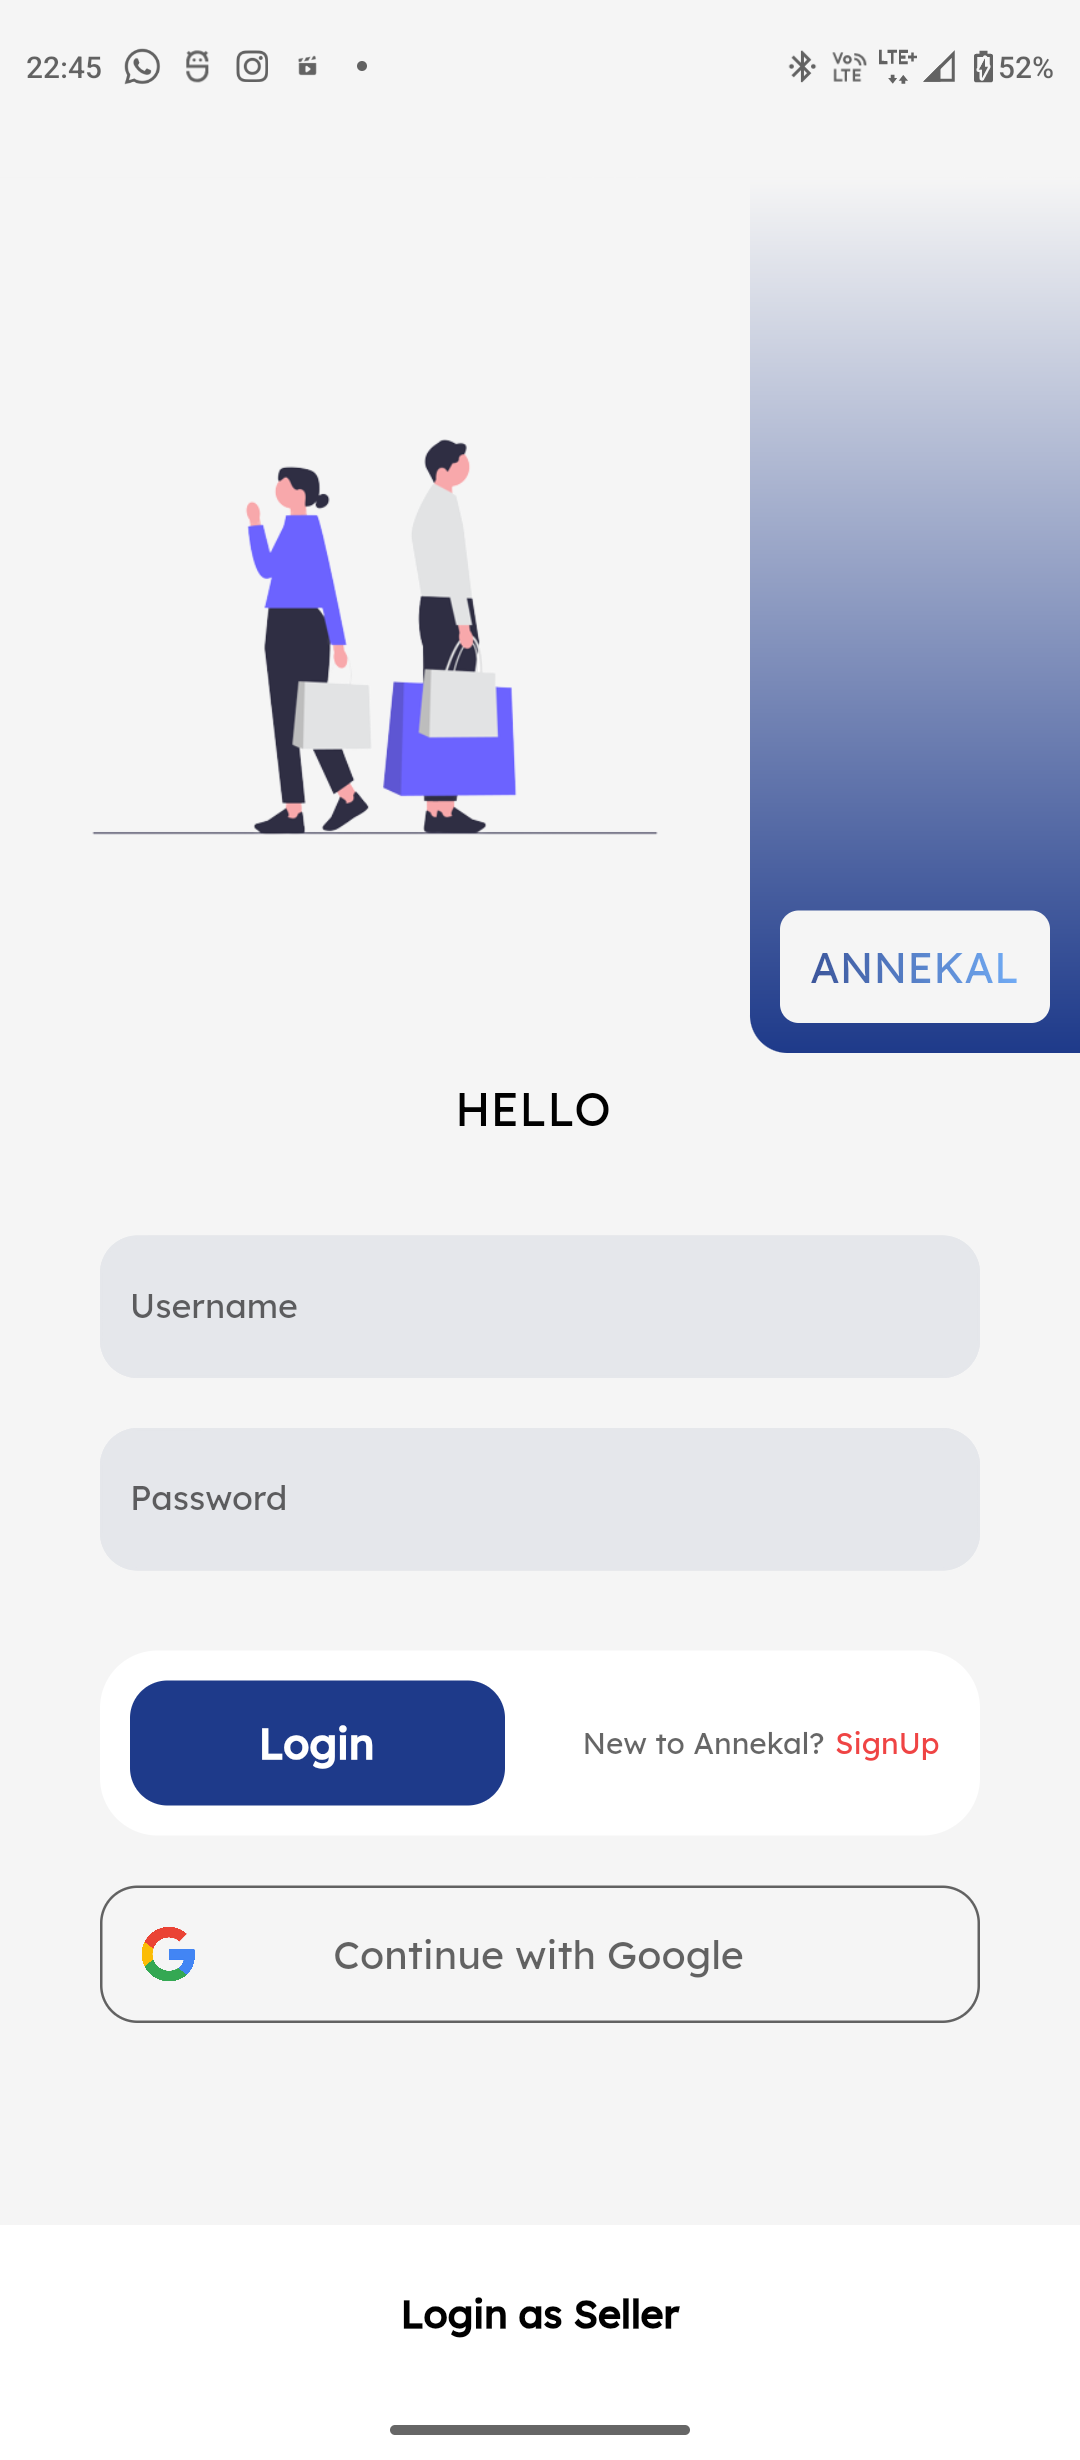 22:45 Vo LTE LTE+ 52%
ANNEKAL
HELLO
Username
Password
Login New to Annekal? SignUp
Continue with Google
Login as Seller